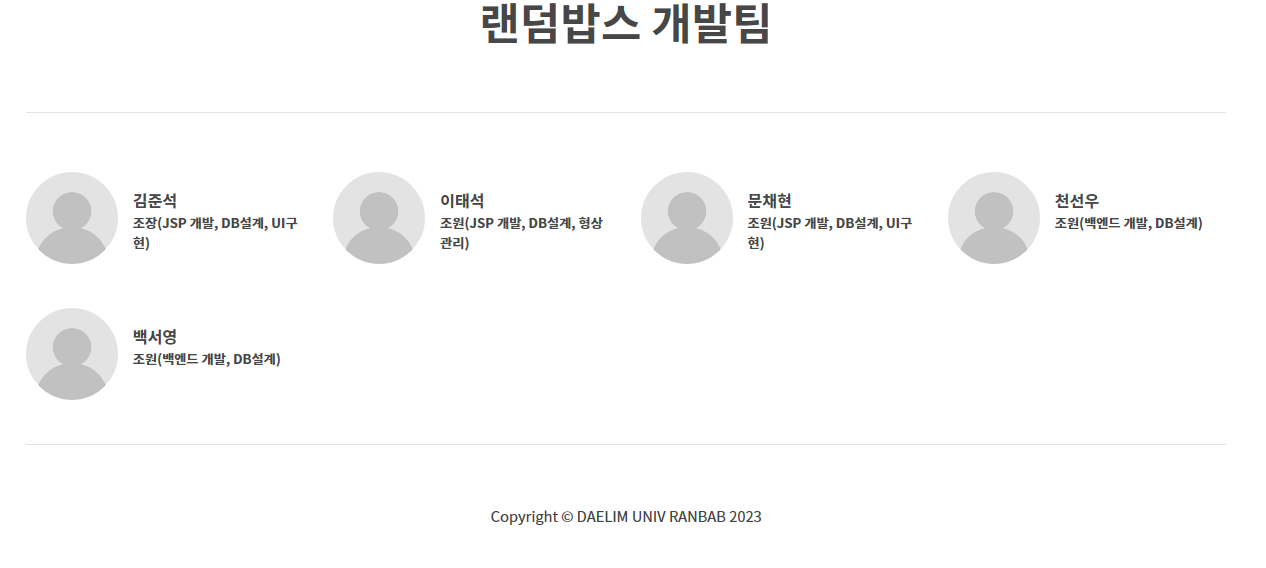 랜덤밥스 개발팀
김준석
조장(JSP 개발, DB설계, UI구
현)
이태석
조원(JSP 개발, DB설계, 형상
관리)
문채현
조원(JSP 개발, DB설계, UI구
현)
천선우
조원(백엔드 개발, DB설계)
백서영
조원(백엔드 개발, DB설계)
Copyright © DAELIM UNIV RANBAB 2023